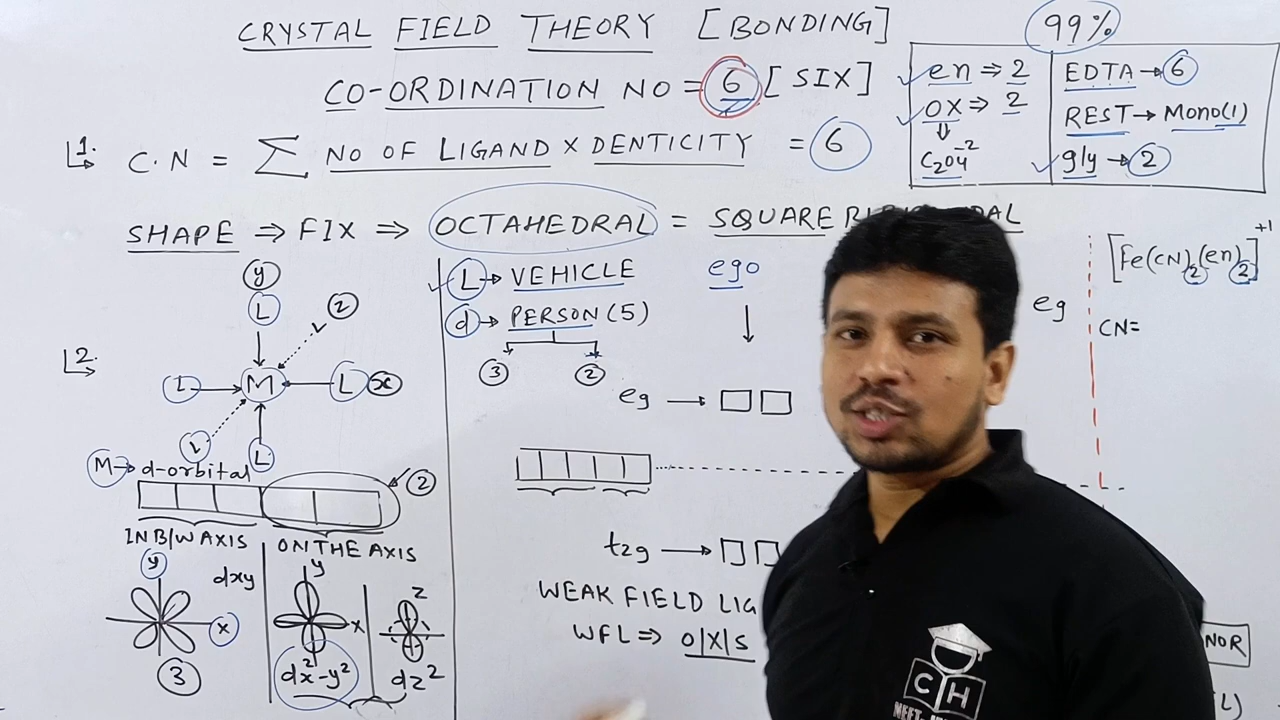 CRYSTAL FIELD THEORY [BONDING]
99%
CO-ORDINATION NO = 6 [SIX]
en ⇒ 2
OX ⇒ 2
⇓
C2O4⁻²
EDTA → 6
REST → Mono(1)
gly → 2
1. C.N = ∑ NO OF LIGAND × DENTICITY = 6
SHAPE ⇒ FIX ⇒ OCTAHEDRAL = SQUARE
2.
y
L
L
z
L → M ← L x
L
L
M → d-orbital
2
IN B/W AXIS
ON THE AXIS
y
dxy
x
3
y
x
dx²-y²
z
dz²
L → VEHICLE
d → PERSON (5)
3
2
ego
eg →
t2g →
WEAK FIELD LIG
WFL ⇒ O|X|S
eg
[Fe(CN)2(en)2]⁺¹
CN=
NOR
L)
C H
NEET-